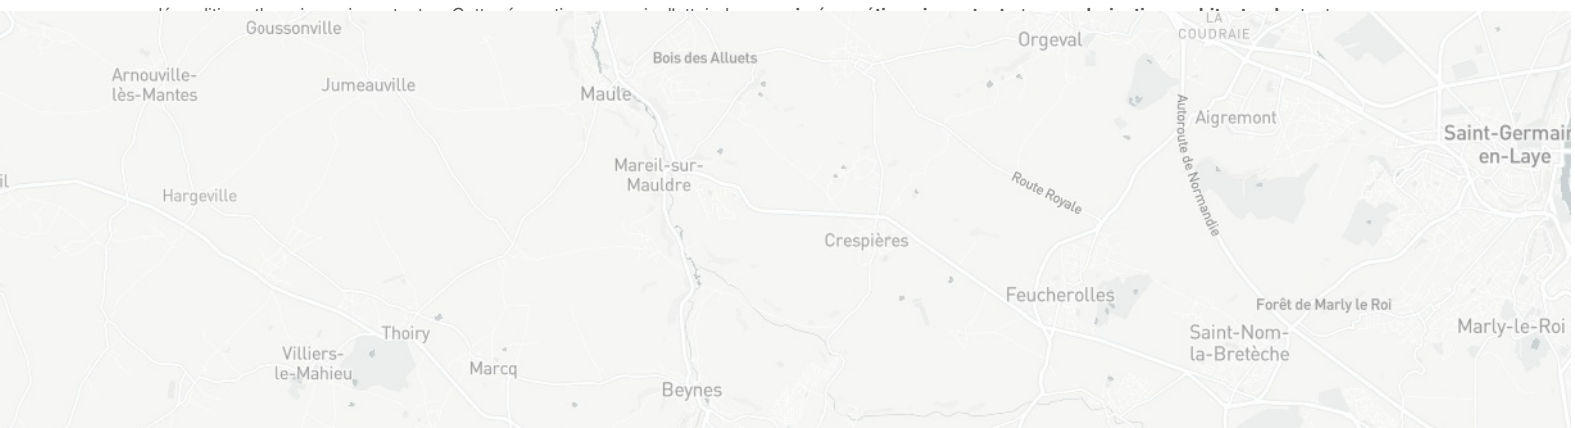 Goussonville
LA
COUDRAIE
Orgeval
Bois des Alluets
Arnouville-
lès-Mantes
Jumeauville
Maule
Autoroute de Normandie
Aigremont
Saint-Germain
en-Laye
Mareil-sur-
Mauldre
il
Hargeville
Route Royale
Crespières
Feucherolles
Forêt de Marly le Roi
Saint-Nom-
la-Bretèche
Marly-le-Roi
Thoiry
Villiers-
le-Mahieu
Marcq
Beynes